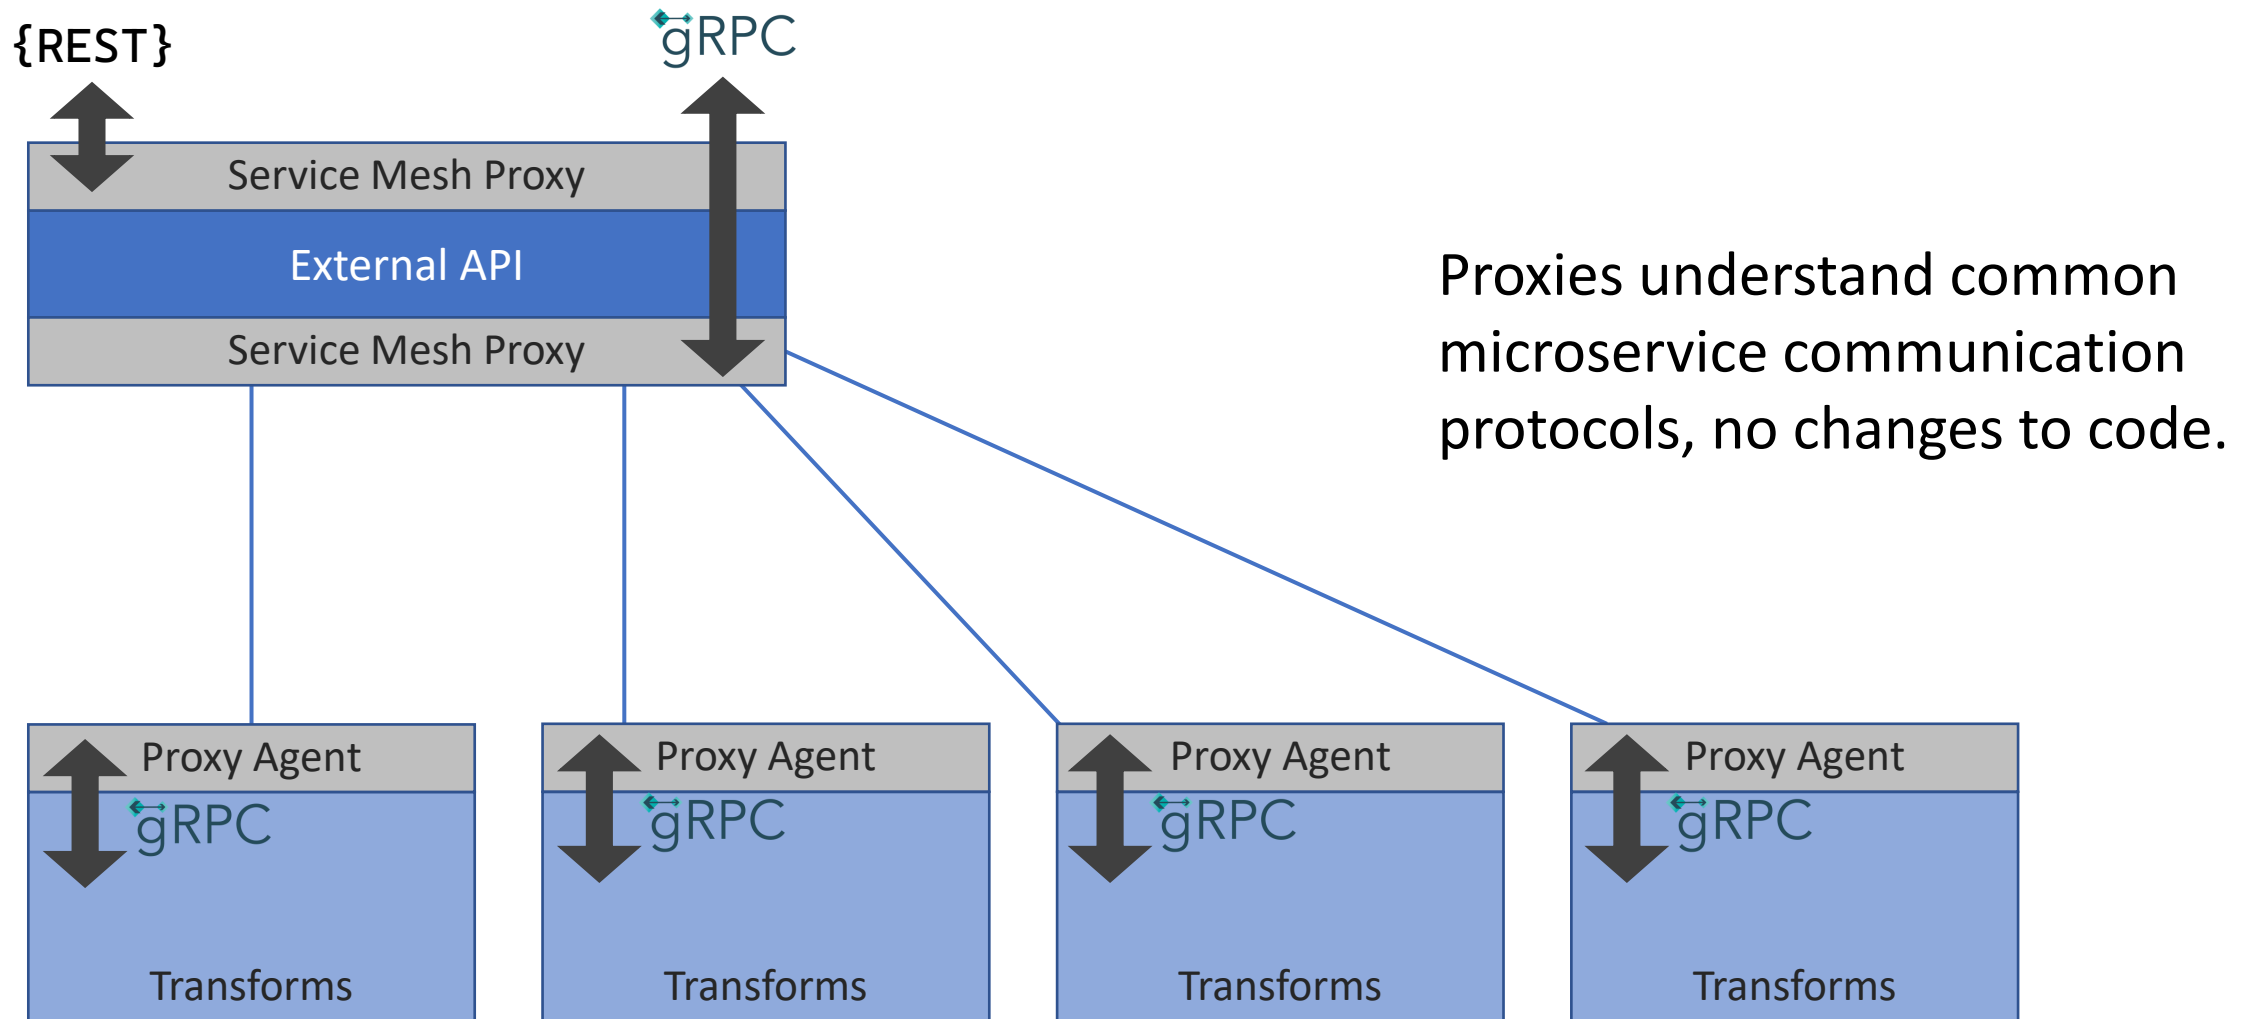 {REST}
gRPC
Service Mesh Proxy
External API
Service Mesh Proxy
Proxies understand common
microservice communication
protocols, no changes to code.
Proxy Agent
gRPC
Transforms
Proxy Agent
gRPC
Transforms
Proxy Agent
gRPC
Transforms
Proxy Agent
gRPC
Transforms